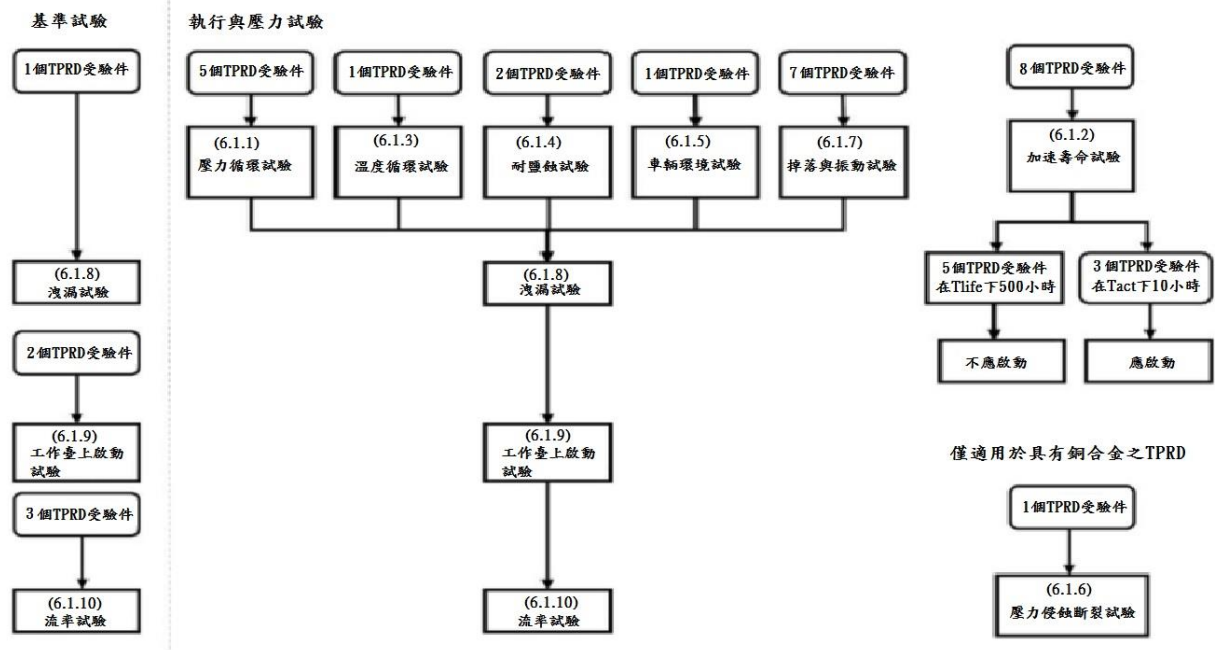 基準試驗
1個TPRD受驗件
(6.1.8)
洩漏試驗
2個TPRD受驗件
(6.1.9)
工作臺上啟動
試驗
3個TPRD受驗件
(6.1.10)
流率試驗
執行與壓力試驗
5個TPRD受驗件
1個TPRD受驗件
2個TPRD受驗件
1個TPRD受驗件
7個TPRD受驗件
(6.1.1)
壓力循環試驗
(6.1.3)
溫度循環試驗
(6.1.4)
耐鹽蝕試驗
(6.1.5)
車輛環境試驗
(6.1.7)
掉落與振動試驗
(6.1.8)
洩漏試驗
(6.1.9)
工作臺上啟動
試驗
(6.1.10)
流率試驗
8個TPRD受驗件
(6.1.2)
加速壽命試驗
5個TPRD受驗件
在Tlife下500小時
3個TPRD受驗件
在Tact下10小時
不應啟動
應啟動
僅適用於具有銅合金之TPRD
1個TPRD受驗件
(6.1.6)
壓力侵蝕斷裂試驗